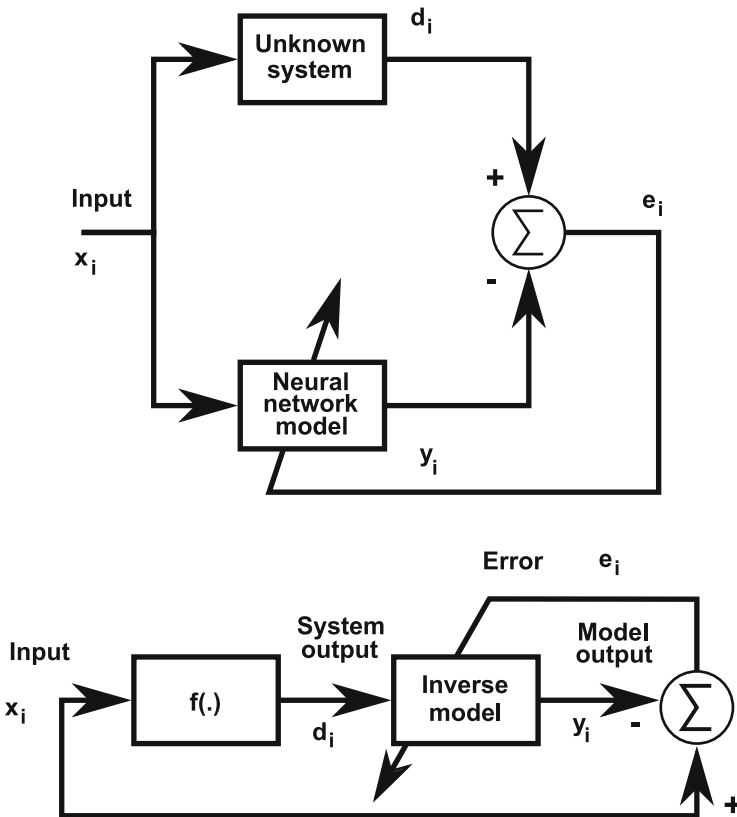 d i
Unknown
system
Input
x i
+
Σ
-
e i
Neural
network
model
y i
Error e i
System
output
Model
output
Input
x i
f(.)
d i
Inverse
model
y i
-
Σ
+